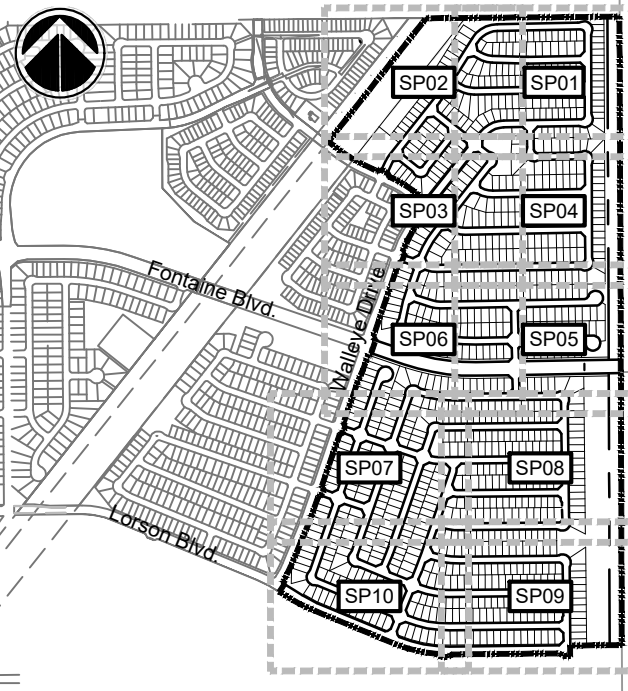 SP02
SP01
SP03
SP04
Fontaine Blvd.
Walleye Drive
SP06
SP05
SP07
SP08
Lorson Blvd.
SP10
SP09